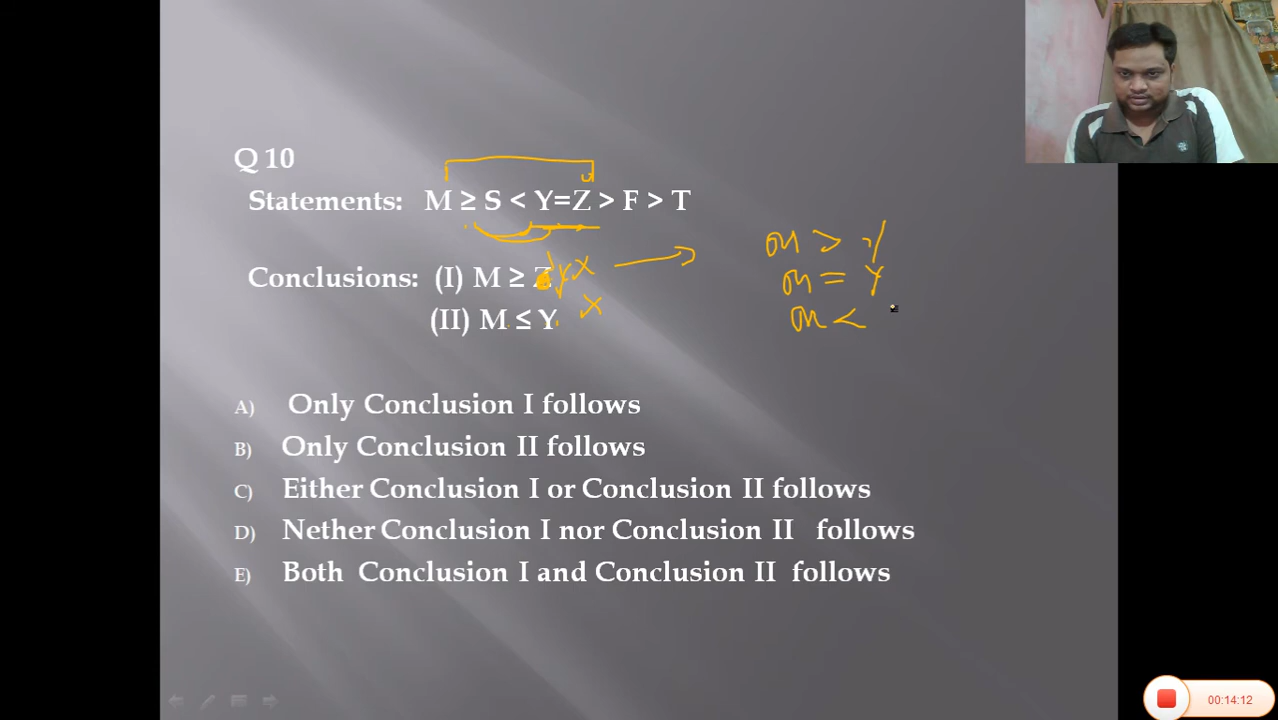 Q 10
Statements: M ≥ S < Y=Z > F > T
M > Y
M = Y
M <
Conclusions: (I) M ≥ Z Y X
(II) M ≤ Y X
A) Only Conclusion I follows
B) Only Conclusion II follows
C) Either Conclusion I or Conclusion II follows
D) Nether Conclusion I nor Conclusion II follows
E) Both Conclusion I and Conclusion II follows
00:14:12